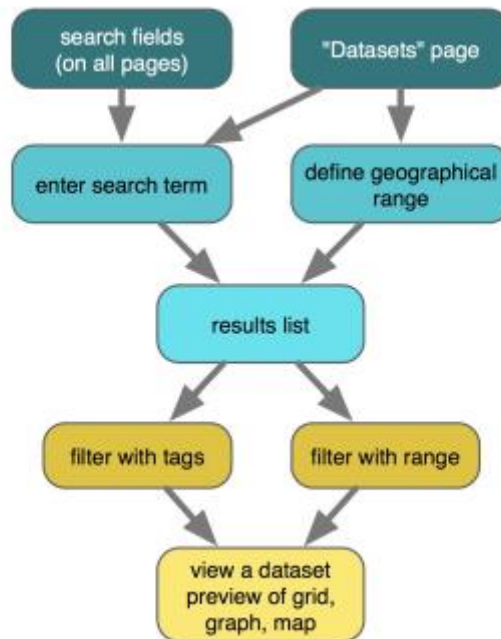 search fields
(on all pages)
"Datasets" page
enter search term
define geographical
range
results list
filter with tags
filter with range
view a dataset
preview of grid,
graph, map